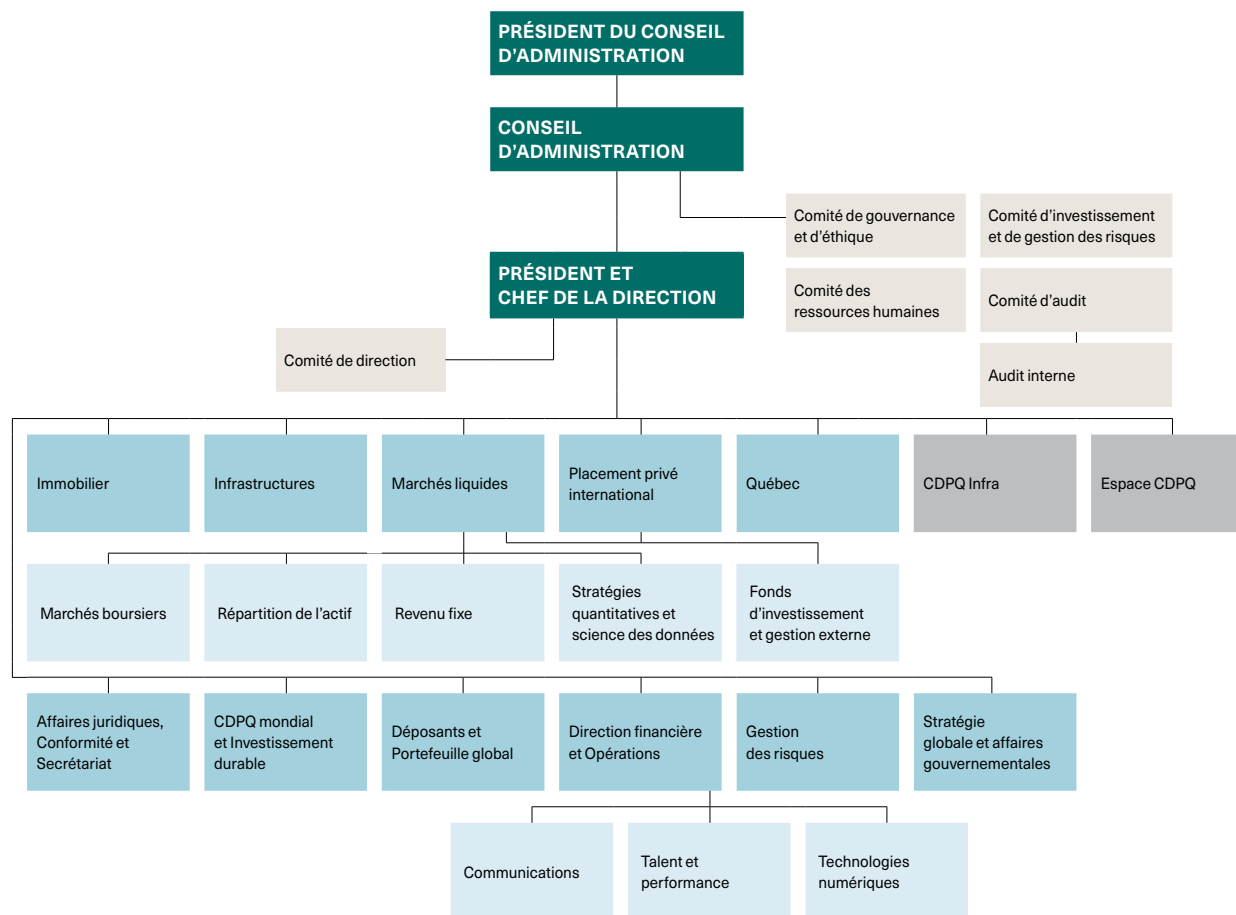 PRÉSIDENT DU CONSEIL
D’ADMINISTRATION
CONSEIL
D’ADMINISTRATION
Comité de gouvernance
et d’éthique
Comité d’investissement
et de gestion des risques
PRÉSIDENT ET
CHEF DE LA DIRECTION
Comité des
ressources humaines
Comité d’audit
Comité de direction
Audit interne
Immobilier
Infrastructures
Marchés liquides
Placement privé
international
Québec
CDPQ Infra
Espace CDPQ
Marchés boursiers
Répartition de l’actif
Revenu fixe
Stratégies
quantitatives et
science des données
Fonds
d’investissement
et gestion externe
Affaires juridiques,
Conformité et
Secrétariat
CDPQ mondial
et Investissement
durable
Déposants et
Portefeuille global
Direction financière
et Opérations
Gestion
des risques
Stratégie
globale et affaires
gouvernementales
Communications
Talent et
performance
Technologies
numériques